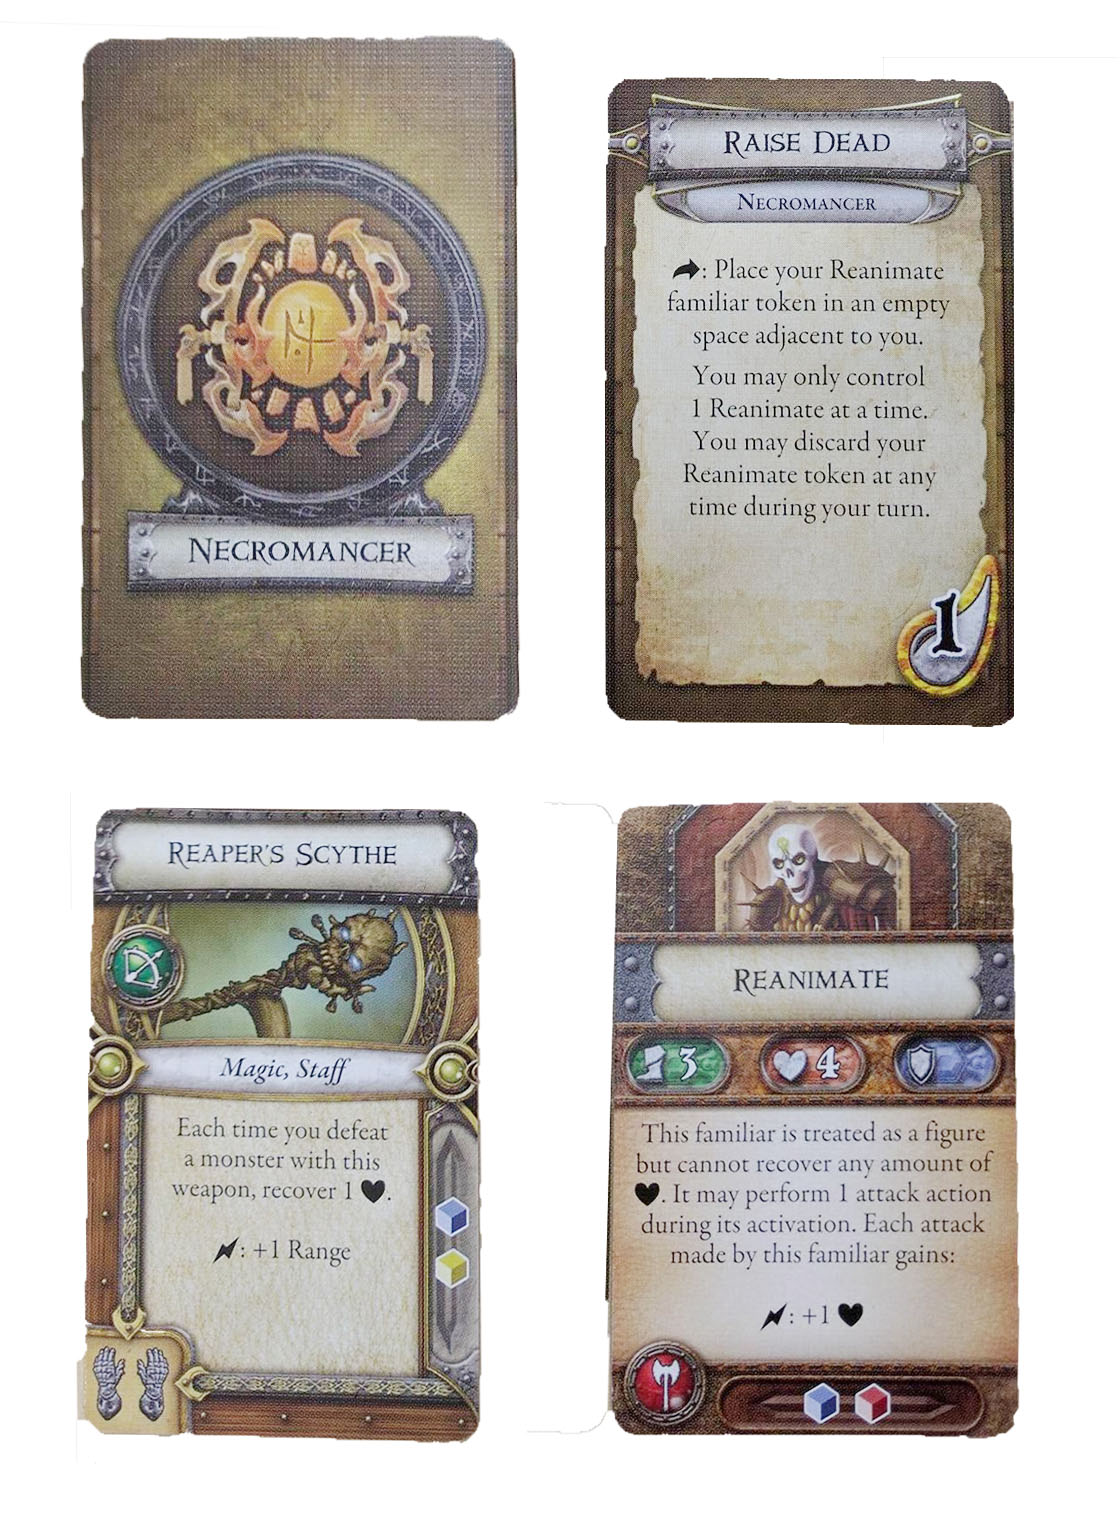 NECROMANCER
RAISE DEAD
NECROMANCER
: Place your Reanimate
familiar token in an empty
space adjacent to you.
You may only control
1 Reanimate at a time.
You may discard your
Reanimate token at any
time during your turn.
1
REAPER'S SCYTHE
Magic, Staff
Each time you defeat
a monster with this
weapon, recover 1 ♥.
: +1 Range
REANIMATE
3 4
This familiar is treated as a figure
but cannot recover any amount of
♥. It may perform 1 attack action
during its activation. Each attack
made by this familiar gains:
: +1 ♥